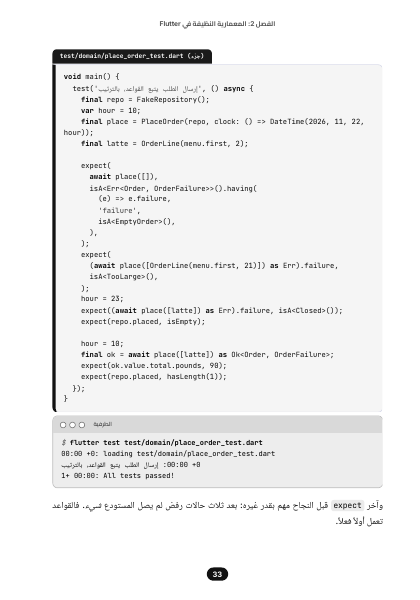 الفصل 2: المعمارية النظيفة في Flutter
test/domain/place_order_test.dart (جزء)
void main() {
test('إرسال الطلب يتبع القواعد، بالترتيب', () async {
final repo = FakeRepository();
var hour = 10;
final place = PlaceOrder(repo, clock: () => DateTime(2026, 11, 22,
hour));
final latte = OrderLine(menu.first, 2);
expect(
await place([]),
isA<Err<Order, OrderFailure>>().having(
(e) => e.failure,
'failure',
isA<EmptyOrder>(),
),
);
expect(
(await place([OrderLine(menu.first, 21)]) as Err).failure,
isA<TooLarge>(),
);
hour = 23;
expect((await place([latte]) as Err).failure, isA<Closed>());
expect(repo.placed, isEmpty);
hour = 10;
final ok = await place([latte]) as Ok<Order, OrderFailure>;
expect(ok.value.total.pounds, 90);
expect(repo.placed, hasLength(1));
});
}
الطرفية
$ flutter test test/domain/place_order_test.dart
00:00 +0: loading test/domain/place_order_test.dart
00:00 +0: إرسال الطلب يتبع القواعد، بالترتيب
1+ 00:00: All tests passed!
وآخر expect قبل النجاح مهم بقدر غيره: بعد ثلاث حالات رفض لم يصل المستودع شيء. فالقواعد
تعمل أولاً فعلاً.
33